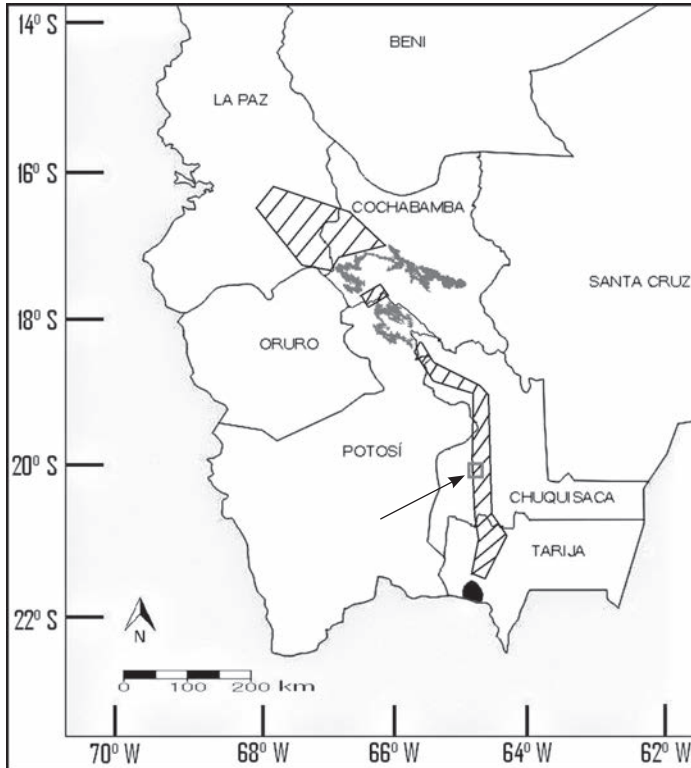 14° S
BENI
LA PAZ
16° S
COCHABAMBA
SANTA CRUZ
18° S
ORURO
POTOSÍ
20° S
CHUQUISACA
TARIJA
22° S
N
0 100 200 km
70° W 68° W 66° W 64° W 62° W